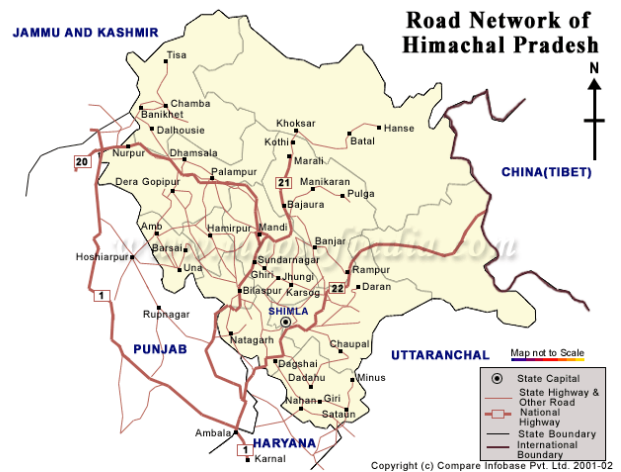 Road Network of
Himachal Pradesh
JAMMU AND KASHMIR
N
Tisa
Chamba
Banikhet
Dalhousie
Khoksar
Hanse
Kothi
Batal
20
Nurpur
Dhamsala
Marali
CHINA(TIBET)
Palampur
21
Dera Gopipur
Manikaran
Pulga
Bajaura
Amb
Hamirpur
Mandi
Barsai
Banjar
Hoshiarpur
Sundarnagar
Una
Ghiri
Jhungi
Rampur
1
Bilaspur
Karsog
22
Daran
Rupnagar
SHIMLA
PUNJAB
Natagarh
Chaupal
UTTARANCHAL
Map not to Scale
Dagshai
Dadahu
Minus
State Capital
Nahan
Giri
State Highway &
Other Road
Sataun
National
Highway
Ambala
State Boundary
HARYANA
International
Boundary
1
Karnal
Copyright (c) Compare Infobase Pvt. Ltd. 2001-02